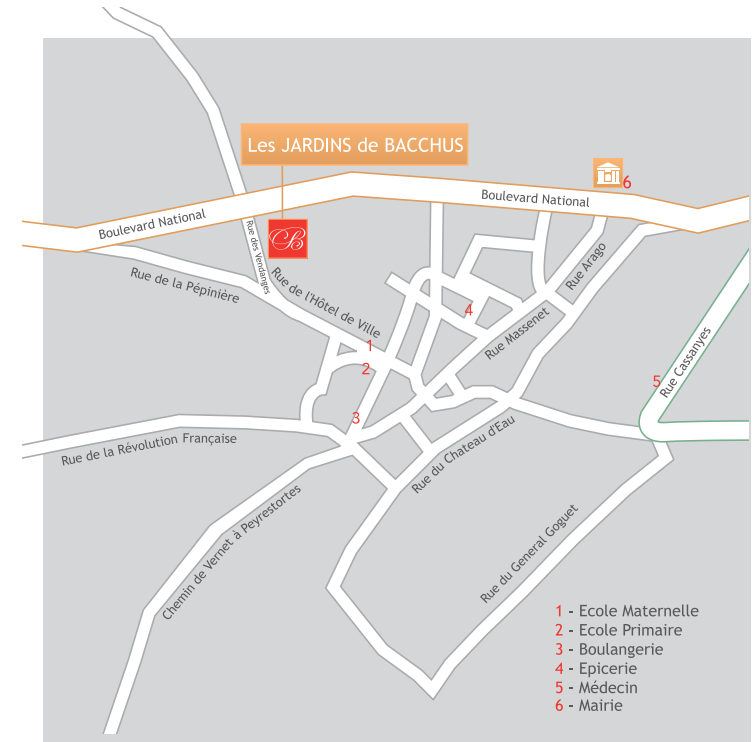 Les JARDINS de BACCHUS
6
Boulevard National
Boulevard National
Rue des Vendanges
B
Rue de la Pépinière
Rue de l'Hôtel de Ville
Rue Arago
4
Rue Massenet
1
2
5
Rue Cassanyes
3
Rue de la Révolution Française
Rue du Chateau d'Eau
Chemin de Vernet à Peyrestortes
Rue du General Goguet
1 - Ecole Maternelle
2 - Ecole Primaire
3 - Boulangerie
4 - Epicerie
5 - Médecin
6 - Mairie